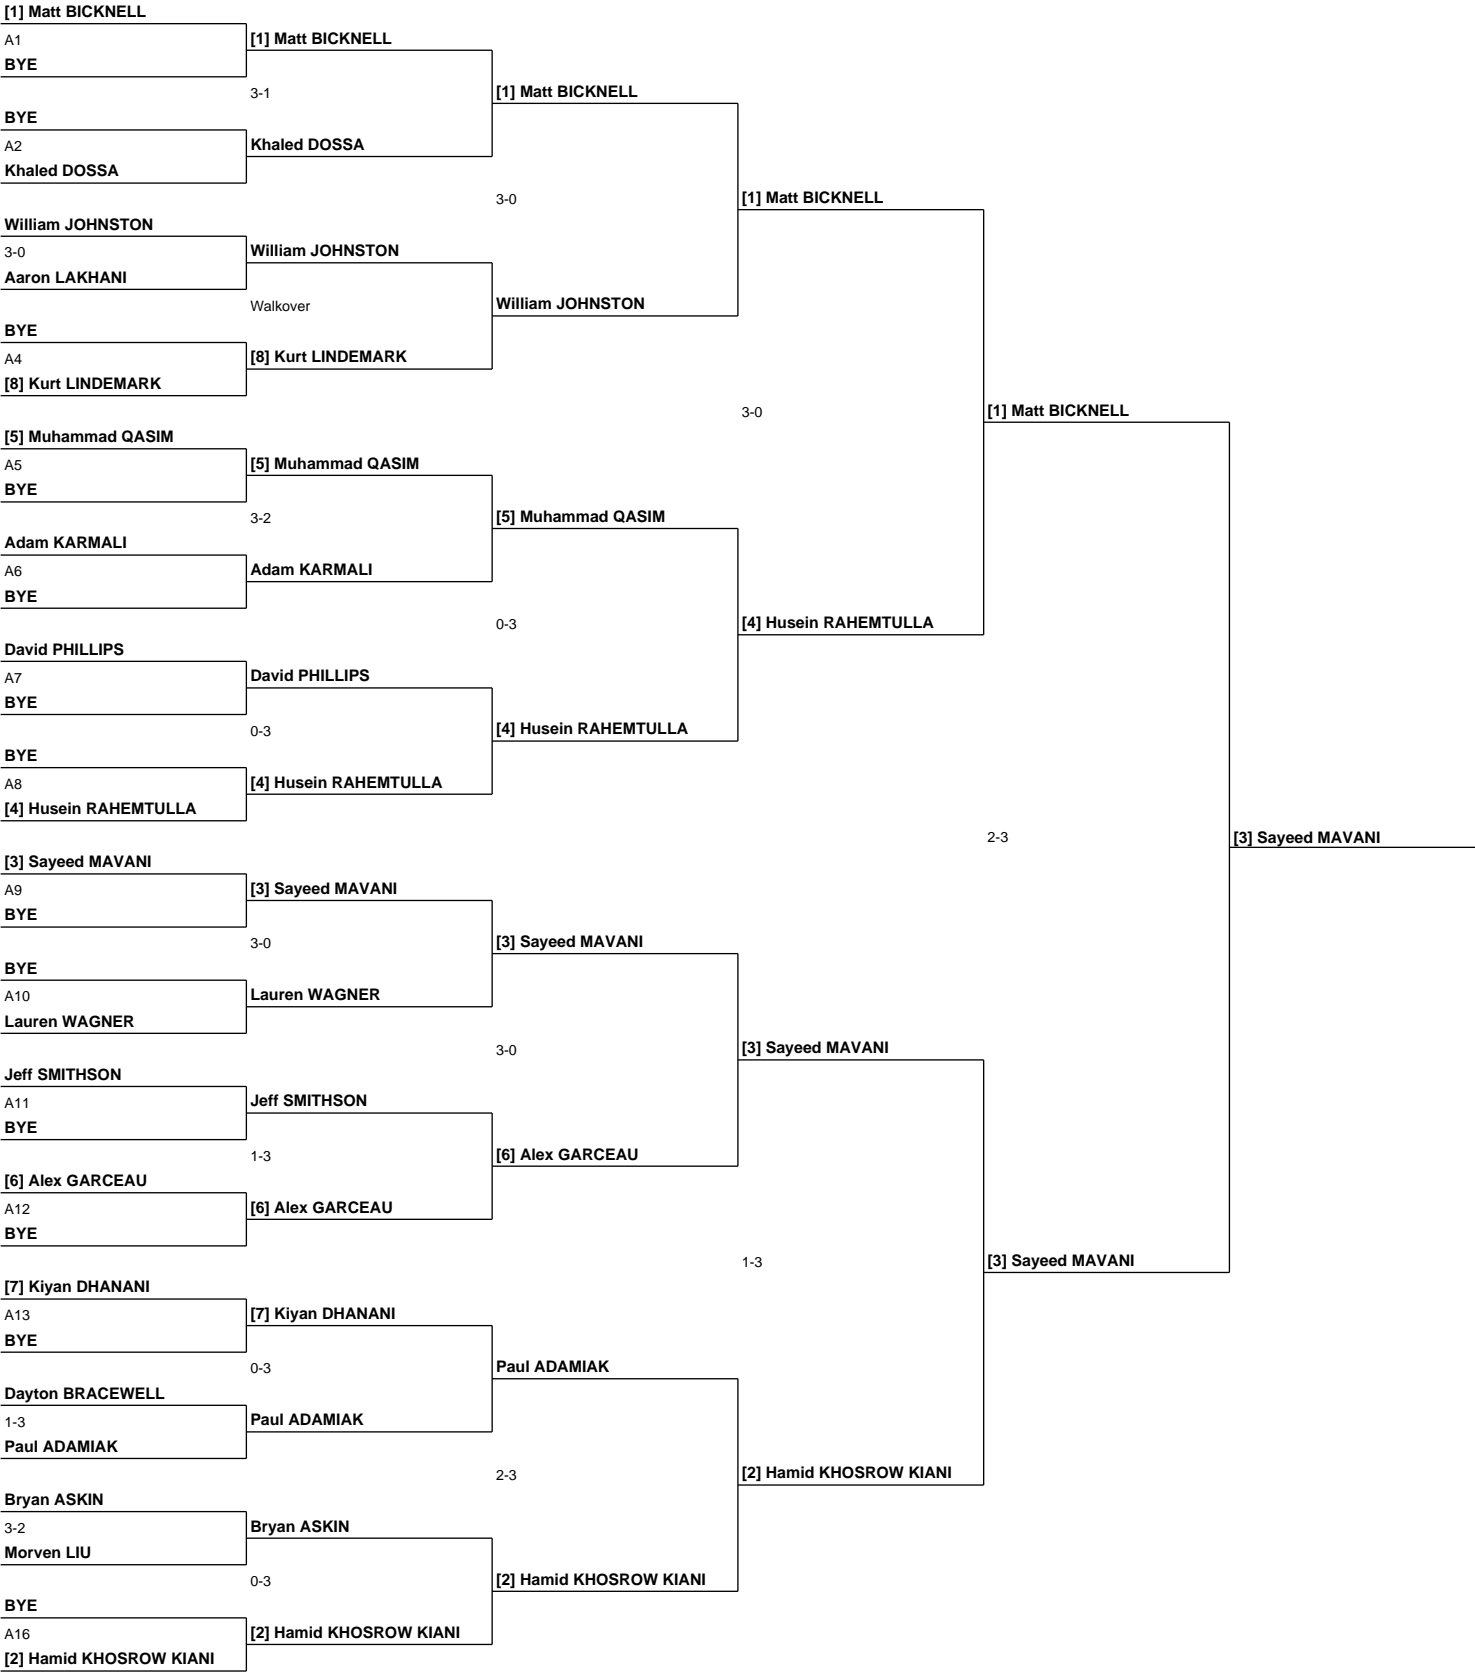 [1] Matt BICKNELL
A1
BYE
BYE
A2
Khaled DOSSA
William JOHNSTON
3-0
Aaron LAKHANI
BYE
A4
[8] Kurt LINDEMARK
[5] Muhammad QASIM
A5
BYE
Adam KARMALI
A6
BYE
David PHILLIPS
A7
BYE
BYE
A8
[4] Husein RAHEMTULLA
[3] Sayeed MAVANI
A9
BYE
BYE
A10
Lauren WAGNER
Jeff SMITHSON
A11
BYE
[6] Alex GARCEAU
A12
BYE
[7] Kiyan DHANANI
A13
BYE
Dayton BRACEWELL
1-3
Paul ADAMIAK
Bryan ASKIN
3-2
Morven LIU
BYE
A16
[2] Hamid KHOSROW KIANI
[1] Matt BICKNELL
3-1
Khaled DOSSA
William JOHNSTON
Walkover
[8] Kurt LINDEMARK
[5] Muhammad QASIM
3-2
Adam KARMALI
David PHILLIPS
0-3
[4] Husein RAHEMTULLA
[3] Sayeed MAVANI
3-0
Lauren WAGNER
Jeff SMITHSON
1-3
[6] Alex GARCEAU
[7] Kiyan DHANANI
0-3
Paul ADAMIAK
Bryan ASKIN
0-3
[2] Hamid KHOSROW KIANI
[1] Matt BICKNELL
3-0
William JOHNSTON
[5] Muhammad QASIM
0-3
[4] Husein RAHEMTULLA
[3] Sayeed MAVANI
3-0
[6] Alex GARCEAU
Paul ADAMIAK
2-3
[2] Hamid KHOSROW KIANI
[1] Matt BICKNELL
3-0
[4] Husein RAHEMTULLA
[3] Sayeed MAVANI
1-3
[2] Hamid KHOSROW KIANI
[1] Matt BICKNELL
2-3
[3] Sayeed MAVANI
[3] Sayeed MAVANI